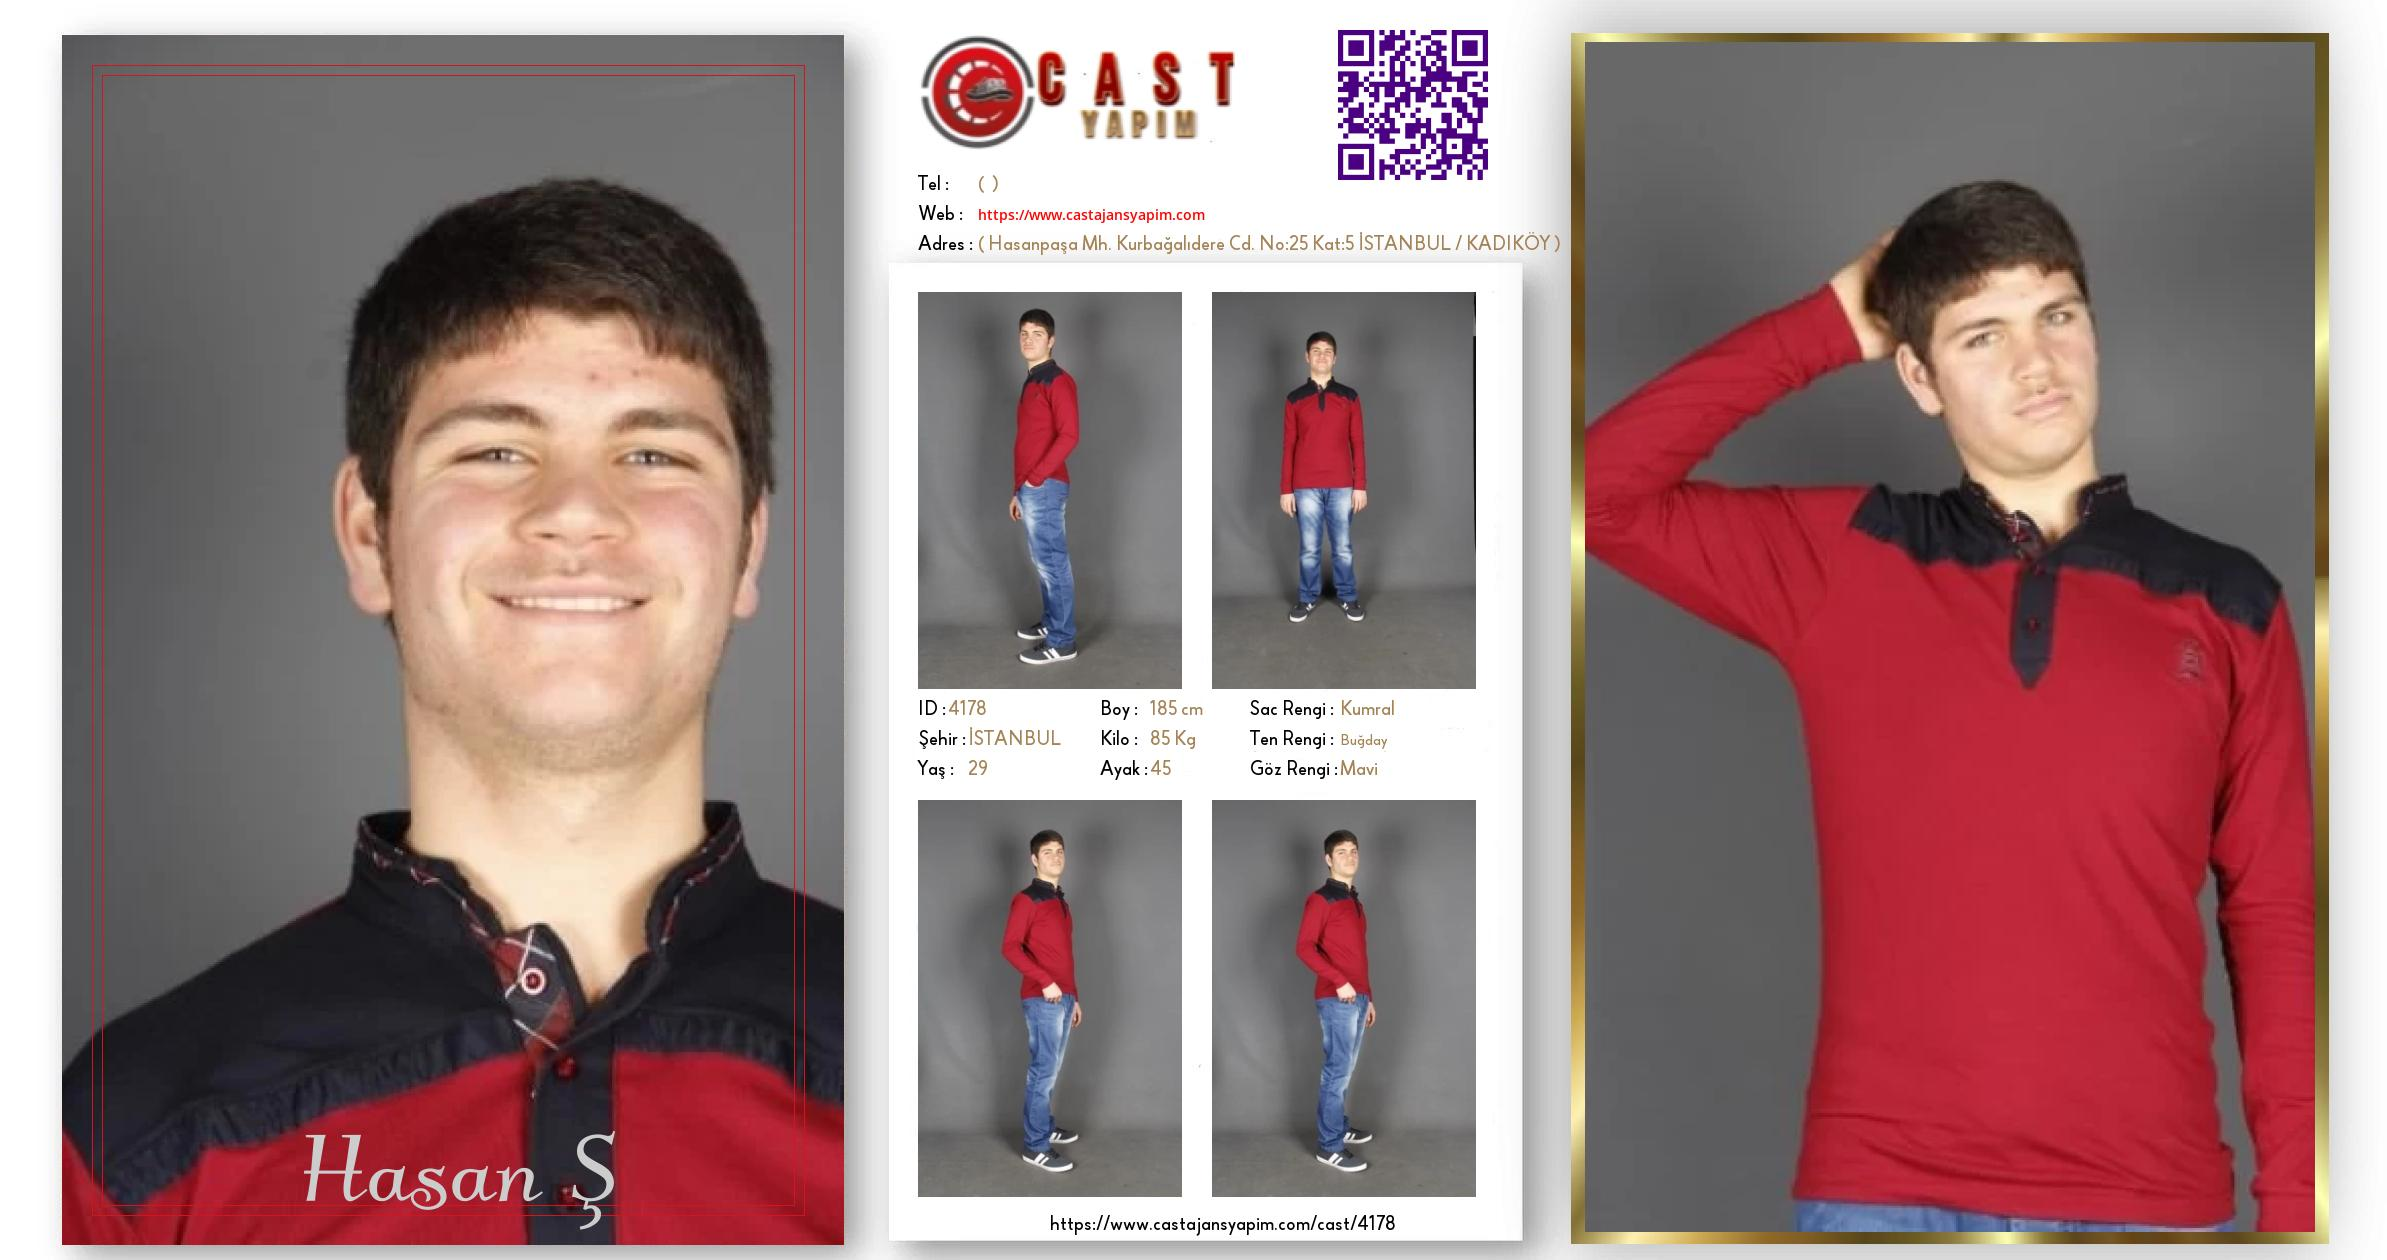 Hasan Ş
CAST
YAPIM
Tel : ( )
Web : https://www.castajansyapim.com
Adres : ( Hasanpaşa Mh. Kurbağalıdere Cd. No:25 Kat:5 İSTANBUL / KADIKÖY )
ID : 4178 Boy : 185 cm Sac Rengi : Kumral
Şehir : İSTANBUL Kilo : 85 Kg Ten Rengi : Buğday
Yaş : 29 Ayak : 45 Göz Rengi : Mavi
https://www.castajansyapim.com/cast/4178